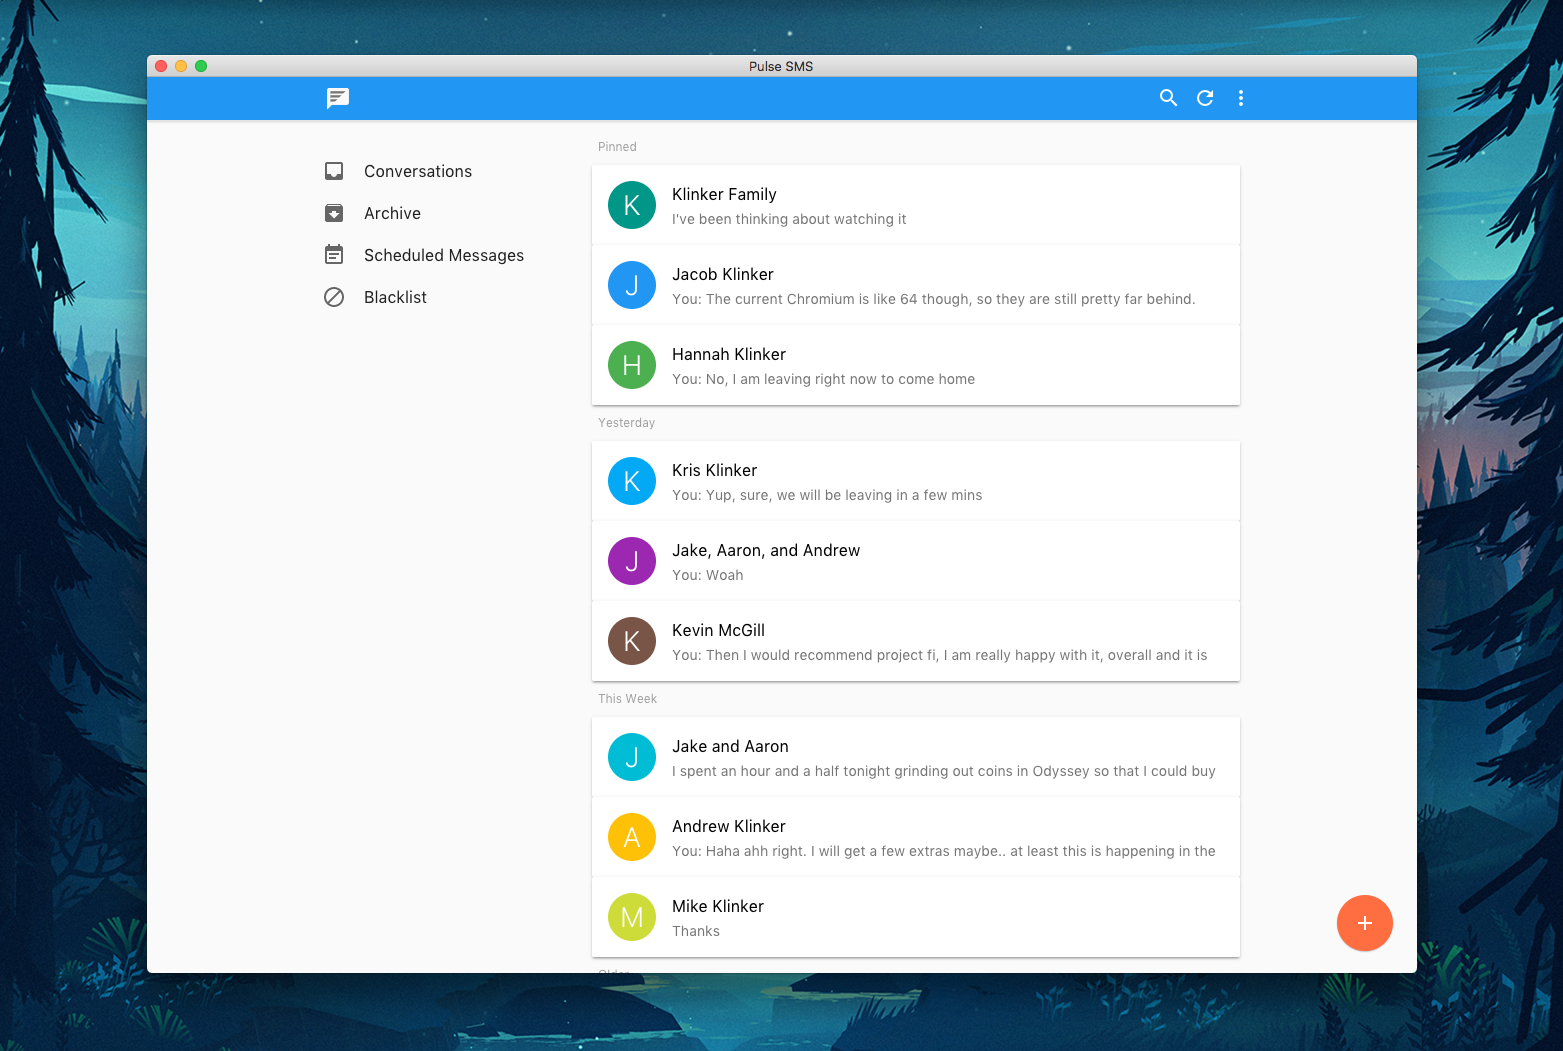 Pulse SMS
Conversations
Archive
Scheduled Messages
Blacklist
Pinned
K
Klinker Family
I've been thinking about watching it
J
Jacob Klinker
You: The current Chromium is like 64 though, so they are still pretty far behind.
H
Hannah Klinker
You: No, I am leaving right now to come home
Yesterday
K
Kris Klinker
You: Yup, sure, we will be leaving in a few mins
J
Jake, Aaron, and Andrew
You: Woah
K
Kevin McGill
You: Then I would recommend project fi, I am really happy with it, overall and it is
This Week
J
Jake and Aaron
I spent an hour and a half tonight grinding out coins in Odyssey so that I could buy
A
Andrew Klinker
You: Haha ahh right. I will get a few extras maybe.. at least this is happening in the
M
Mike Klinker
Thanks
Older